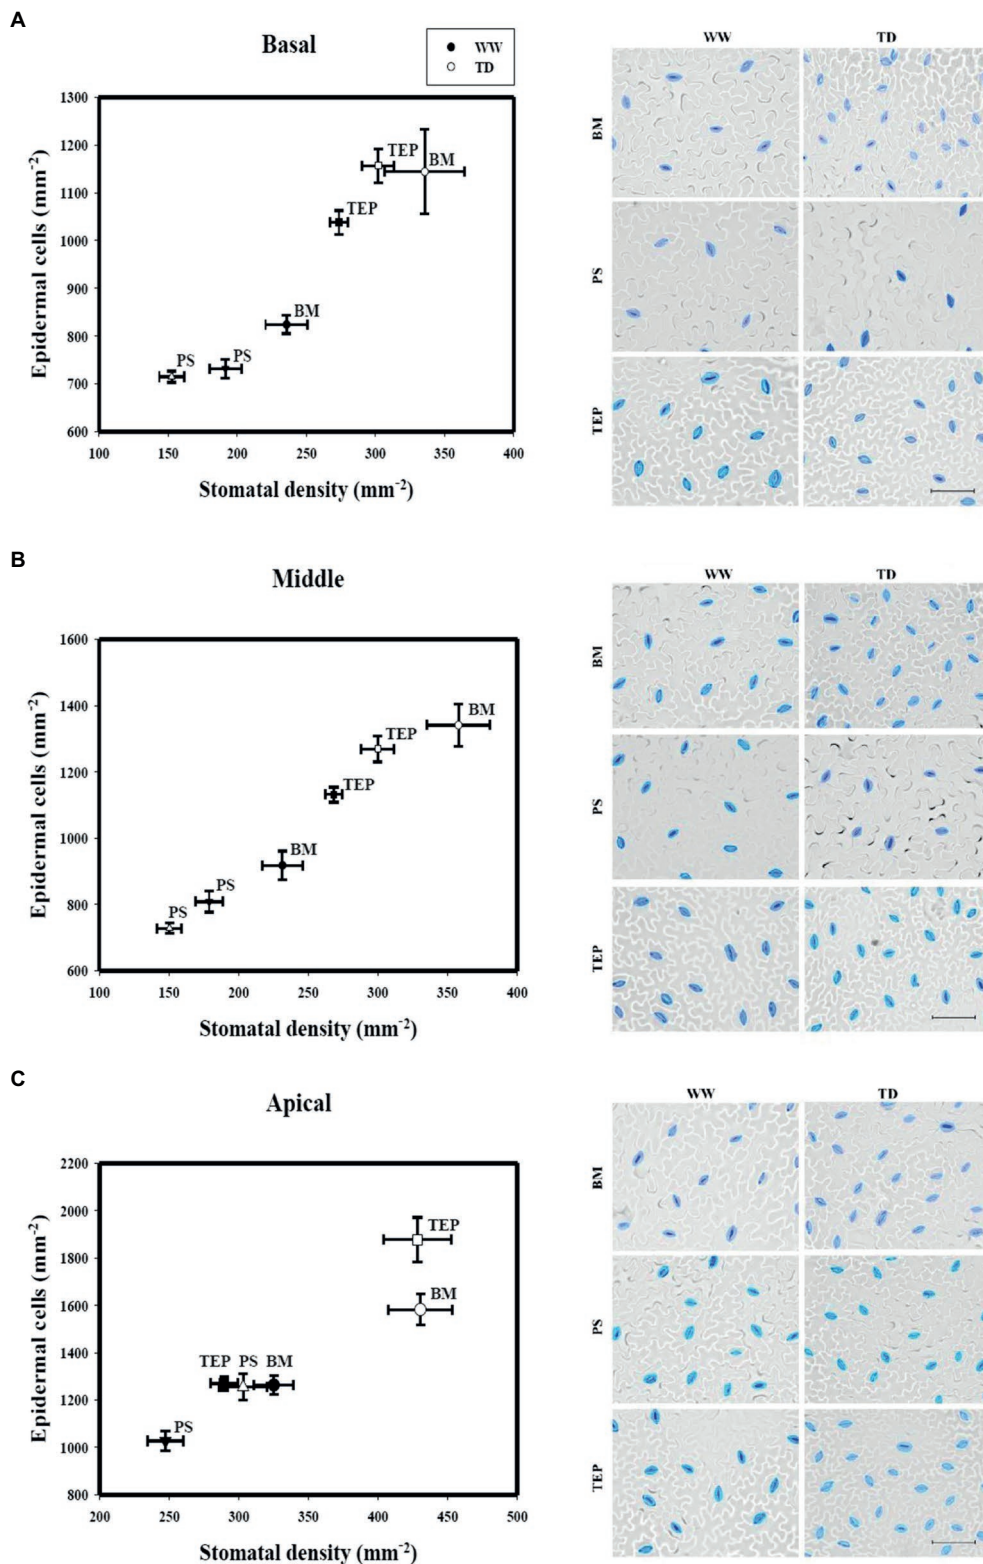 A
Basal
WW
TD
Epidermal cells (mm-2)
1300
1200
1100
1000
900
800
700
600
TEP
BM
TEP
BM
PS
PS
100
150
200
250
300
350
400
Stomatal density (mm-2)
WW
TD
BM
PS
TEP
B
Middle
Epidermal cells (mm-2)
1600
1400
1200
1000
800
600
BM
TEP
TEP
BM
PS
PS
100
150
200
250
300
350
400
Stomatal density (mm-2)
WW
TD
BM
PS
TEP
C
Apical
Epidermal cells (mm-2)
2200
2000
1800
1600
1400
1200
1000
800
TEP
BM
TEP PS BM
PS
200
250
300
350
400
450
500
Stomatal density (mm-2)
WW
TD
BM
PS
TEP